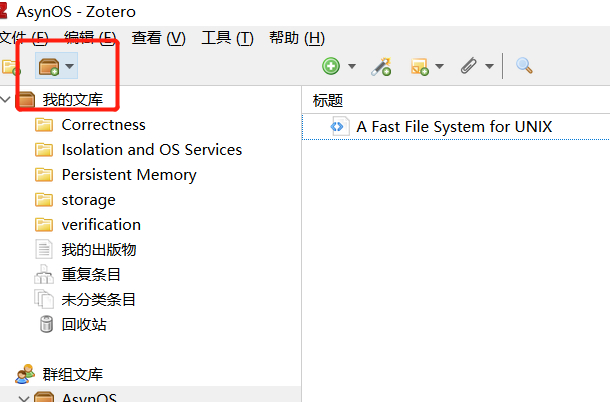 AsynOS - Zotero
文件 (F) 编辑 (E) 查看 (V) 工具 (T) 帮助 (H)
我的文库
标题
Correctness
A Fast File System for UNIX
Isolation and OS Services
Persistent Memory
storage
verification
我的出版物
重复条目
未分类条目
回收站
群组文库
AsynOS